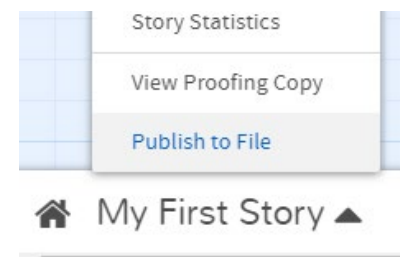 Story Statistics
View Proofing Copy
Publish to File
My First Story